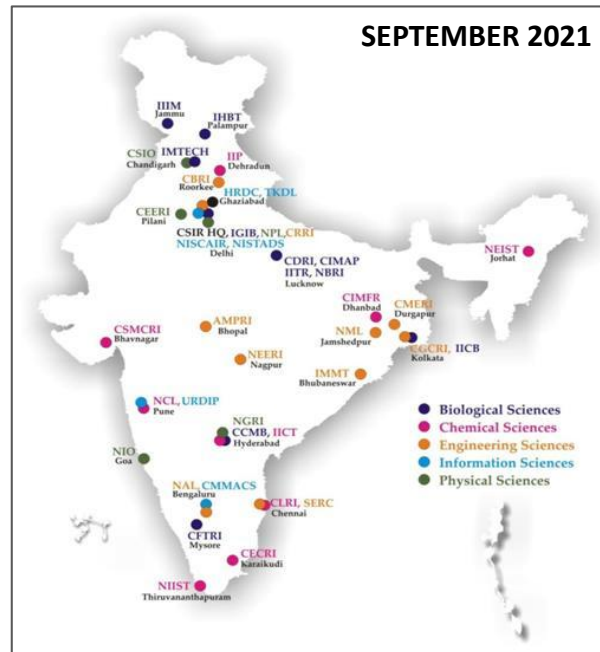 SEPTEMBER 2021
IIIM
Jammu
IHBT
Palampur
CSIO IMTECH
Chandigarh
IIP
Dehradun
CBRI
Roorkee
HRDC, TKDL
Ghaziabad
CEERI
Pilani
CSIR HQ, IGIB, NPL, CRRI
NISCAIR, NISTADS
Delhi
CDRI, CIMAP
IITR, NBRI
Lucknow
NEIST
Jorhat
CIMFR
Dhanbad
CMERI
Durgapur
AMPRI
Bhopal
NML
Jamshedpur
CSMCRI
Bhavnagar
CGCRI, IICB
Kolkata
NEERI
Nagpur
IMMT
Bhubaneswar
NCL, URDIP
Pune
NGRI
CCMB, IICT
Hyderabad
NIO
Goa
Biological Sciences
Chemical Sciences
Engineering Sciences
Information Sciences
Physical Sciences
NAL, CMMACS
Bengaluru
CLRI, SERC
Chennai
CFTRI
Mysore
CECRI
Karaikudi
NIIST
Thiruvananthapuram